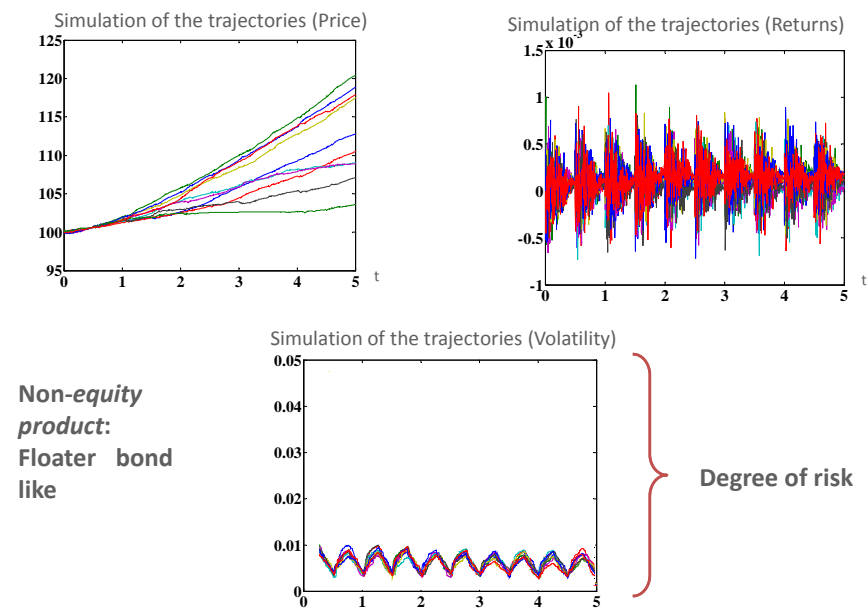 Simulation of the trajectories (Price)
125
120
115
110
105
100
95
0 1 2 3 4 5
t
Simulation of the trajectories (Returns)
x 10⁻³
1.5
1
0.5
0
-0.5
-1
0 1 2 3 4 5
t
Simulation of the trajectories (Volatility)
0.05
0.04
0.03
0.02
0.01
0
0 1 2 3 4 5
Non-equity
product:
Floater bond
like
Degree of risk